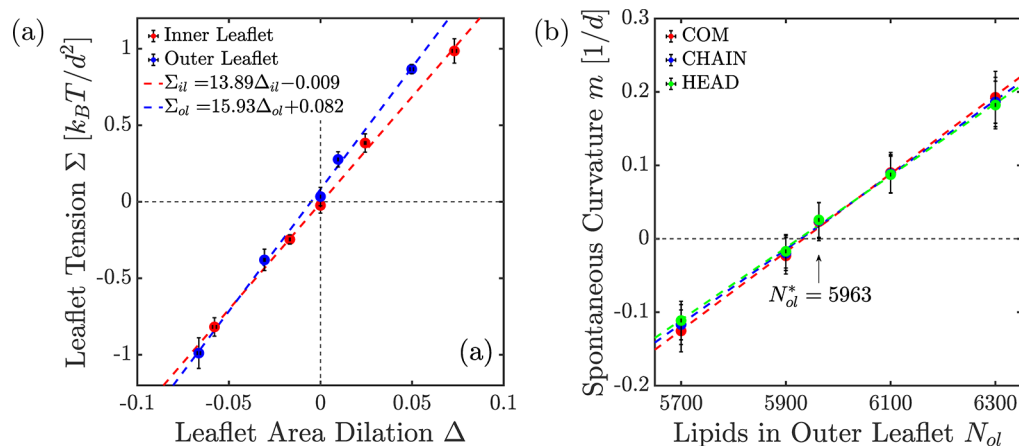 (a)
Leaflet Tension Σ [k_BT/d²]
1
0.5
0
-0.5
-1
Inner Leaflet
Outer Leaflet
Σ_il=13.89Δ_il−0.009
Σ_ol=15.93Δ_ol+0.082
(a)
-0.1
-0.05
0
0.05
0.1
Leaflet Area Dilation Δ
(b)
Spontaneous Curvature m [1/d]
0.3
0.2
0.1
0
-0.1
-0.2
COM
CHAIN
HEAD
N*_ol = 5963
5700
5900
6100
6300
Lipids in Outer Leaflet N_ol